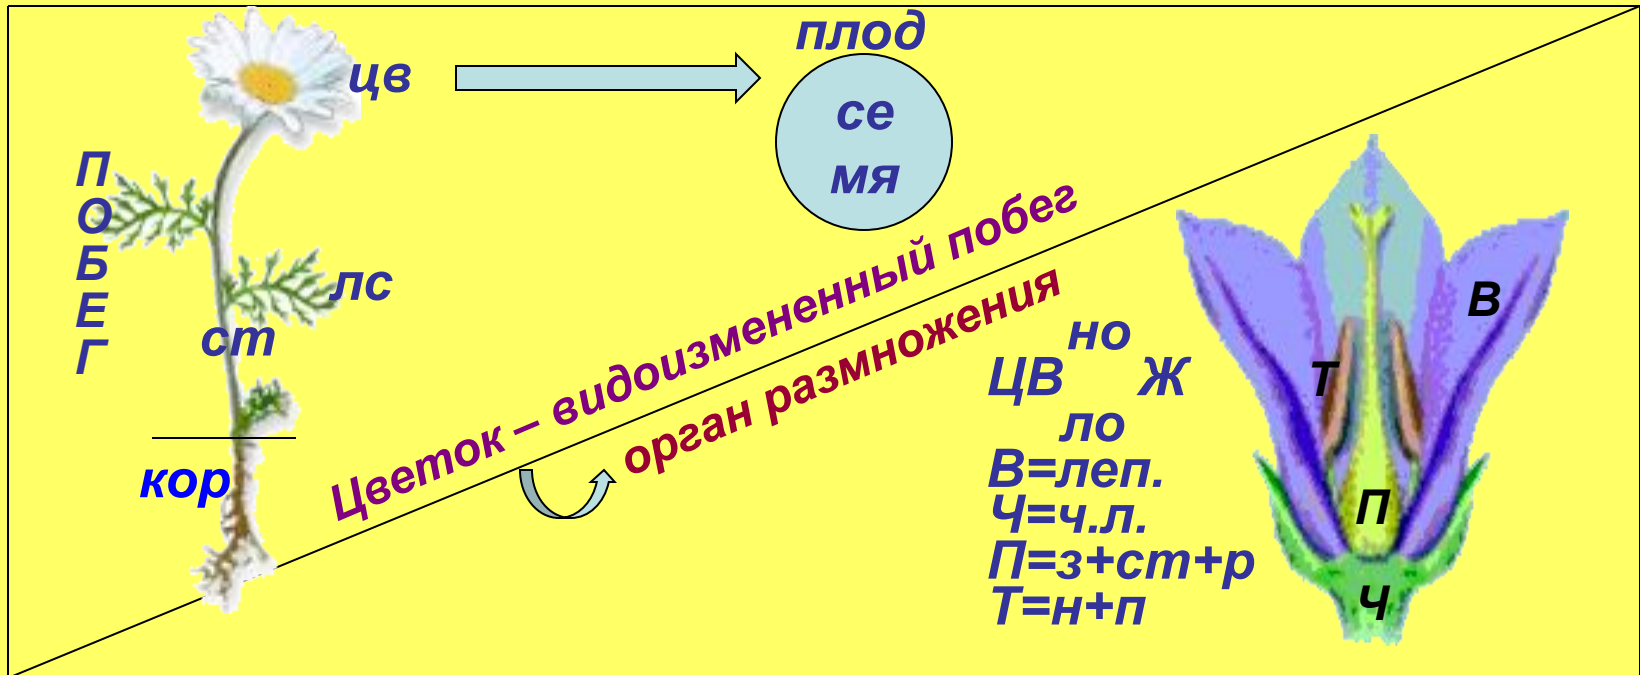 цв
плод
се
мя
П
О
Б
Е
Г
лс
ст
кор
Цветок – видоизмененный побег
орган размножения
но
ЦВ Ж
ло
В=леп.
Ч=ч.л.
П=з+ст+р
Т=н+п
В
Т
П
Ч